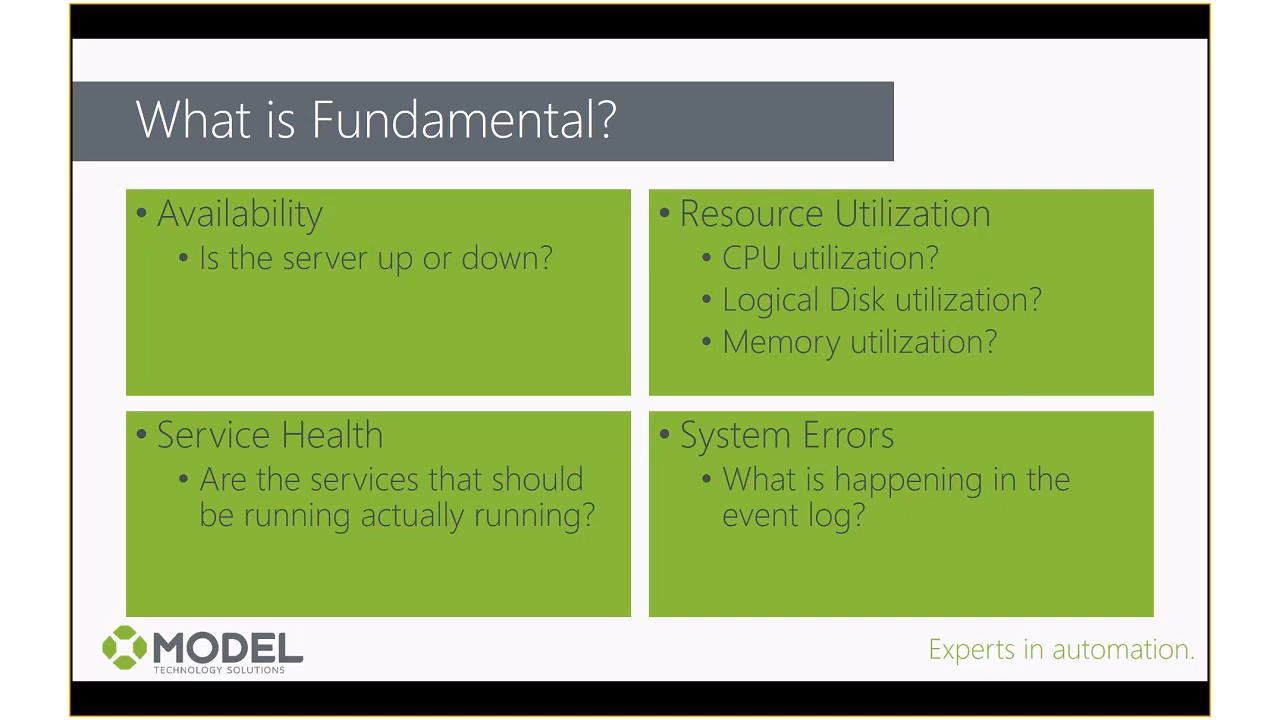 What is Fundamental?
• Availability
• Is the server up or down?
• Resource Utilization
• CPU utilization?
• Logical Disk utilization?
• Memory utilization?
• Service Health
• Are the services that should
be running actually running?
• System Errors
• What is happening in the
event log?
MODEL
TECHNOLOGY SOLUTIONS
Experts in automation.